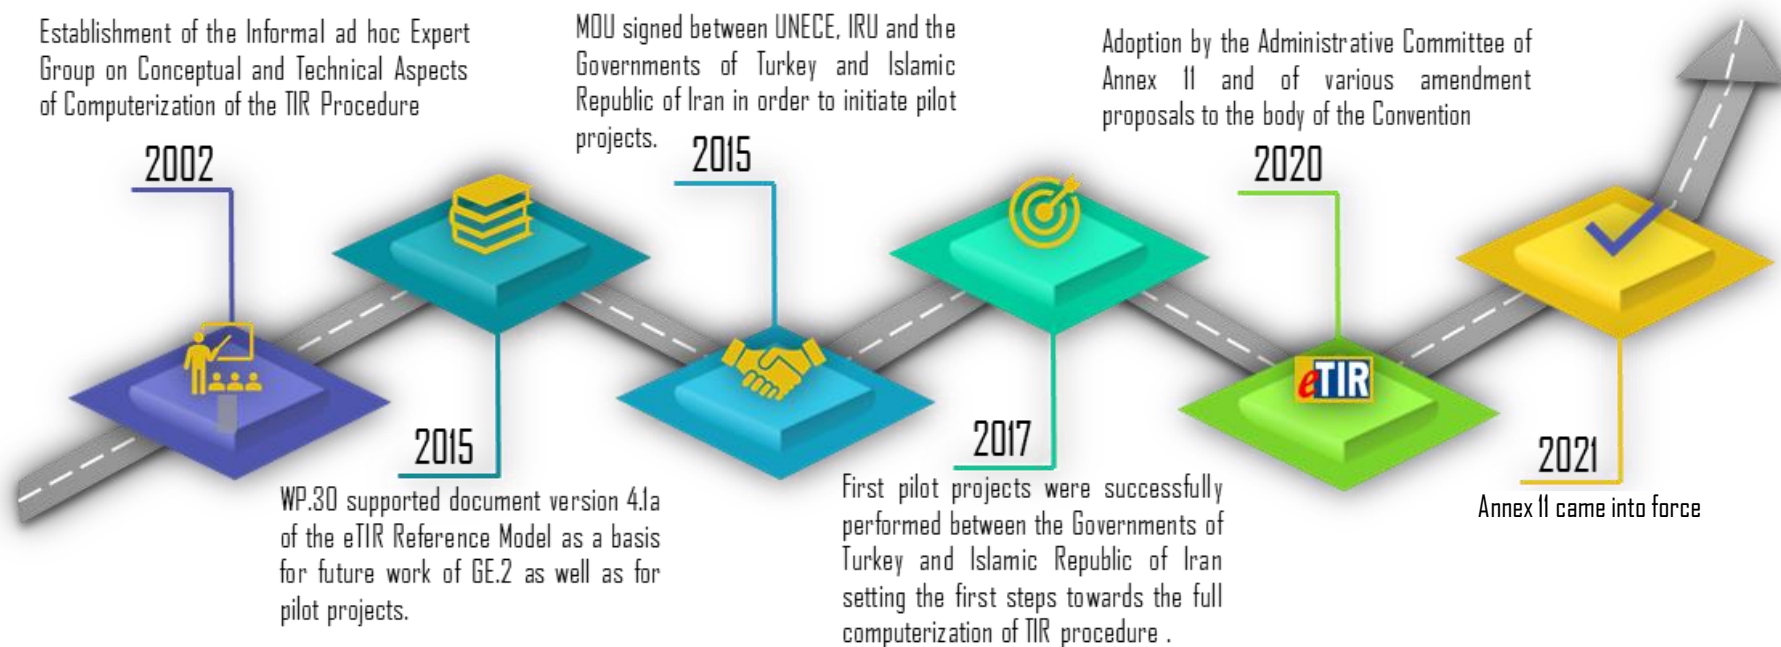 Establishment of the Informal ad hoc Expert
Group on Conceptual and Technical Aspects
of Computerization of the TIR Procedure
2002
2015
WP.30 supported document version 4.1a
of the eTIR Reference Model as a basis
for future work of GE.2 as well as for
pilot projects.
MOU signed between UNECE, IRU and the
Governments of Turkey and Islamic
Republic of Iran in order to initiate pilot
projects.
2015
2017
First pilot projects were successfully
performed between the Governments of
Turkey and Islamic Republic of Iran
setting the first steps towards the full
computerization of TIR procedure .
Adoption by the Administrative Committee of
Annex 11 and of various amendment
proposals to the body of the Convention
2020
eTIR
2021
Annex 11 came into force